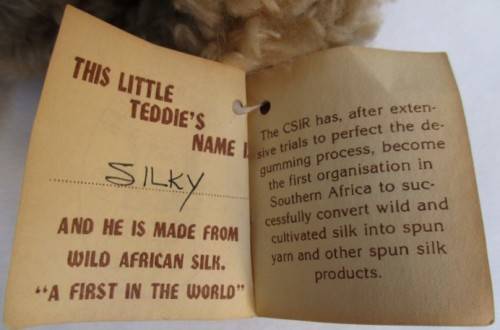 THIS LITTLE
TEDDIE'S
NAME
SILKY
AND HE IS MADE FROM
WILD AFRICAN SILK.
"A FIRST IN THE WORLD"
The CSIR has, after exten-
sive trials to perfect the de-
gumming process, become
the first organisation in
Southern Africa to suc-
cessfully convert wild and
cultivated silk into spun
yarn and other spun silk
products.